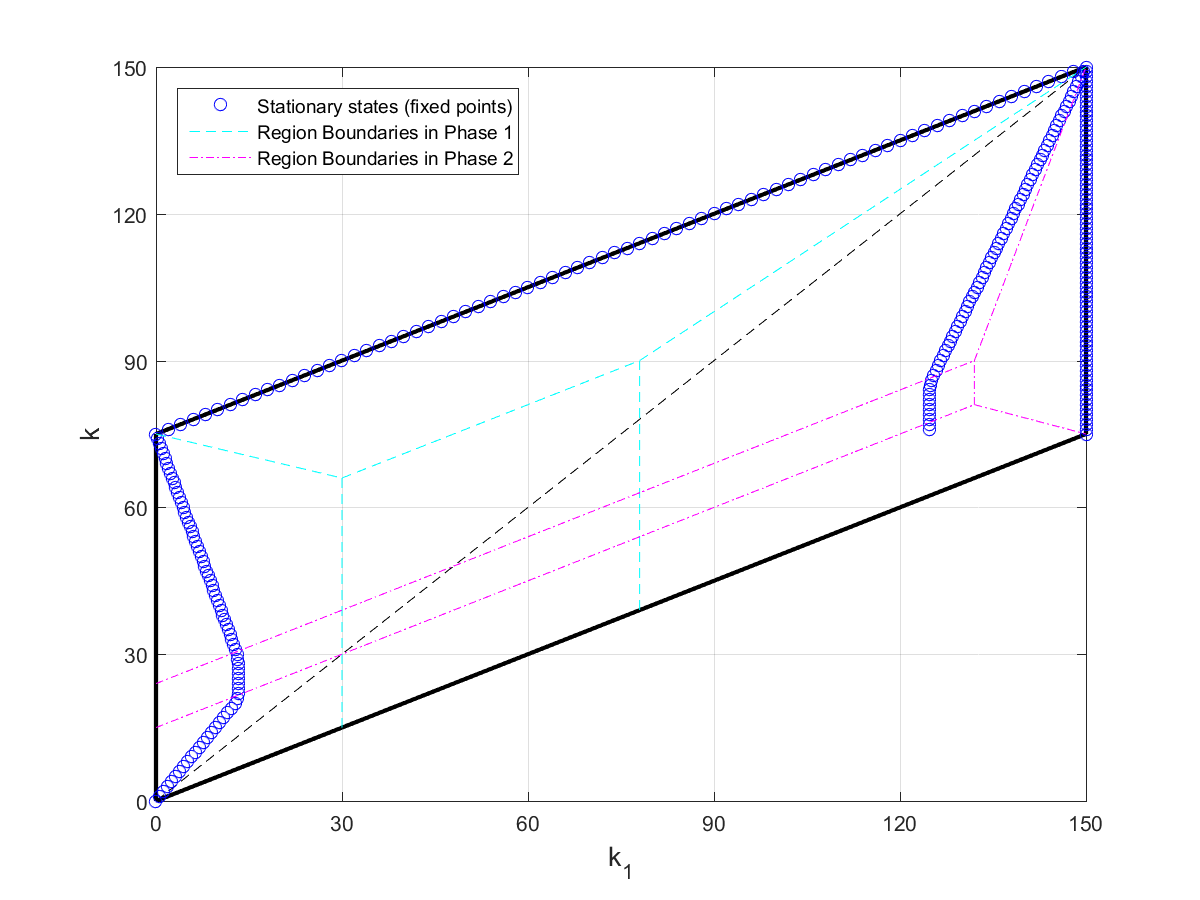 150
120
90
60
30
0
k
Stationary states (fixed points)
Region Boundaries in Phase 1
Region Boundaries in Phase 2
0 30 60 90 120 150
k₁